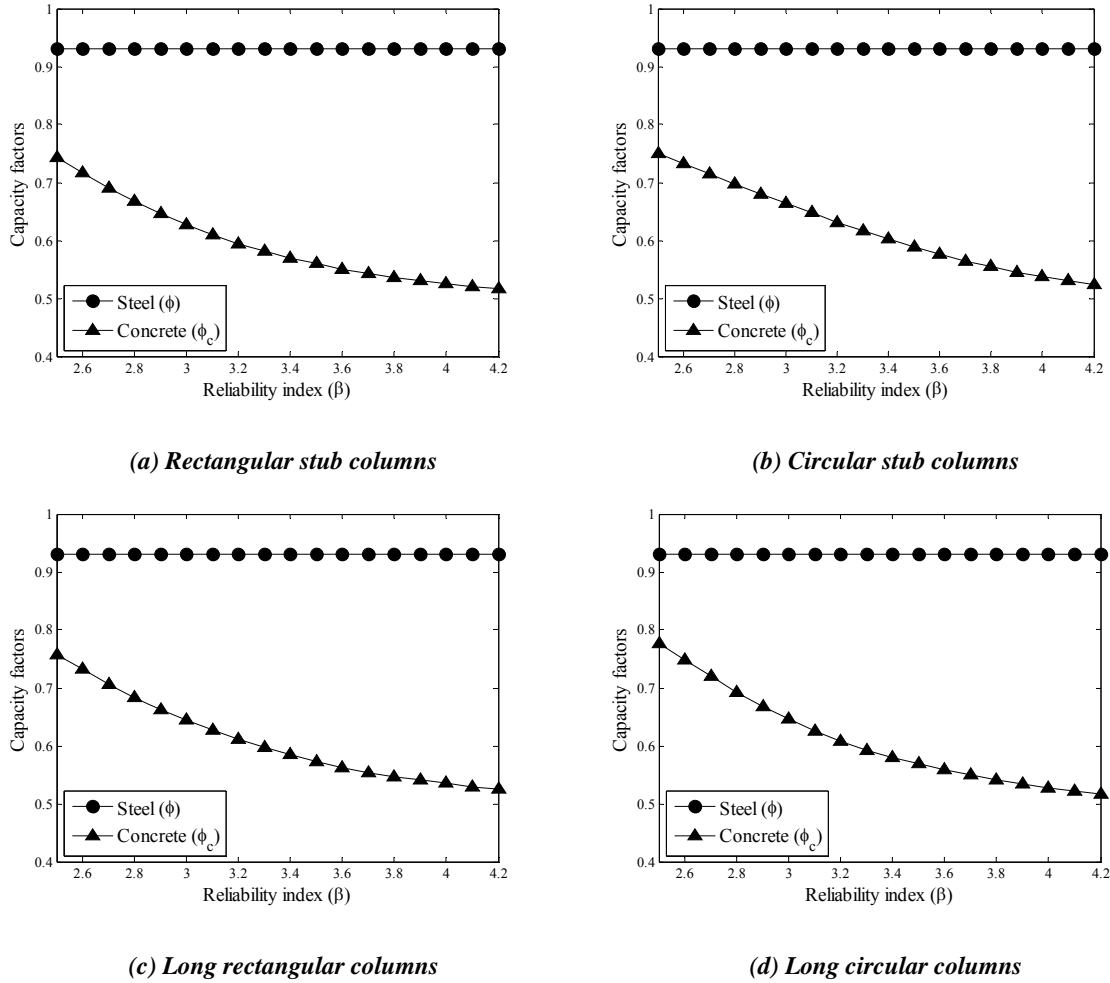 1
0.9
0.8
0.7
0.6
0.5
0.4
Capacity factors
Steel (ϕ)
Concrete (ϕc)
2.6 2.8 3 3.2 3.4 3.6 3.8 4 4.2
Reliability index (β)
(a) Rectangular stub columns
1
0.9
0.8
0.7
0.6
0.5
0.4
Capacity factors
Steel (ϕ)
Concrete (ϕc)
2.6 2.8 3 3.2 3.4 3.6 3.8 4 4.2
Reliability index (β)
(b) Circular stub columns
1
0.9
0.8
0.7
0.6
0.5
0.4
Capacity factors
Steel (ϕ)
Concrete (ϕc)
2.6 2.8 3 3.2 3.4 3.6 3.8 4 4.2
Reliability index (β)
(c) Long rectangular columns
1
0.9
0.8
0.7
0.6
0.5
0.4
Capacity factors
Steel (ϕ)
Concrete (ϕc)
2.6 2.8 3 3.2 3.4 3.6 3.8 4 4.2
Reliability index (β)
(d) Long circular columns